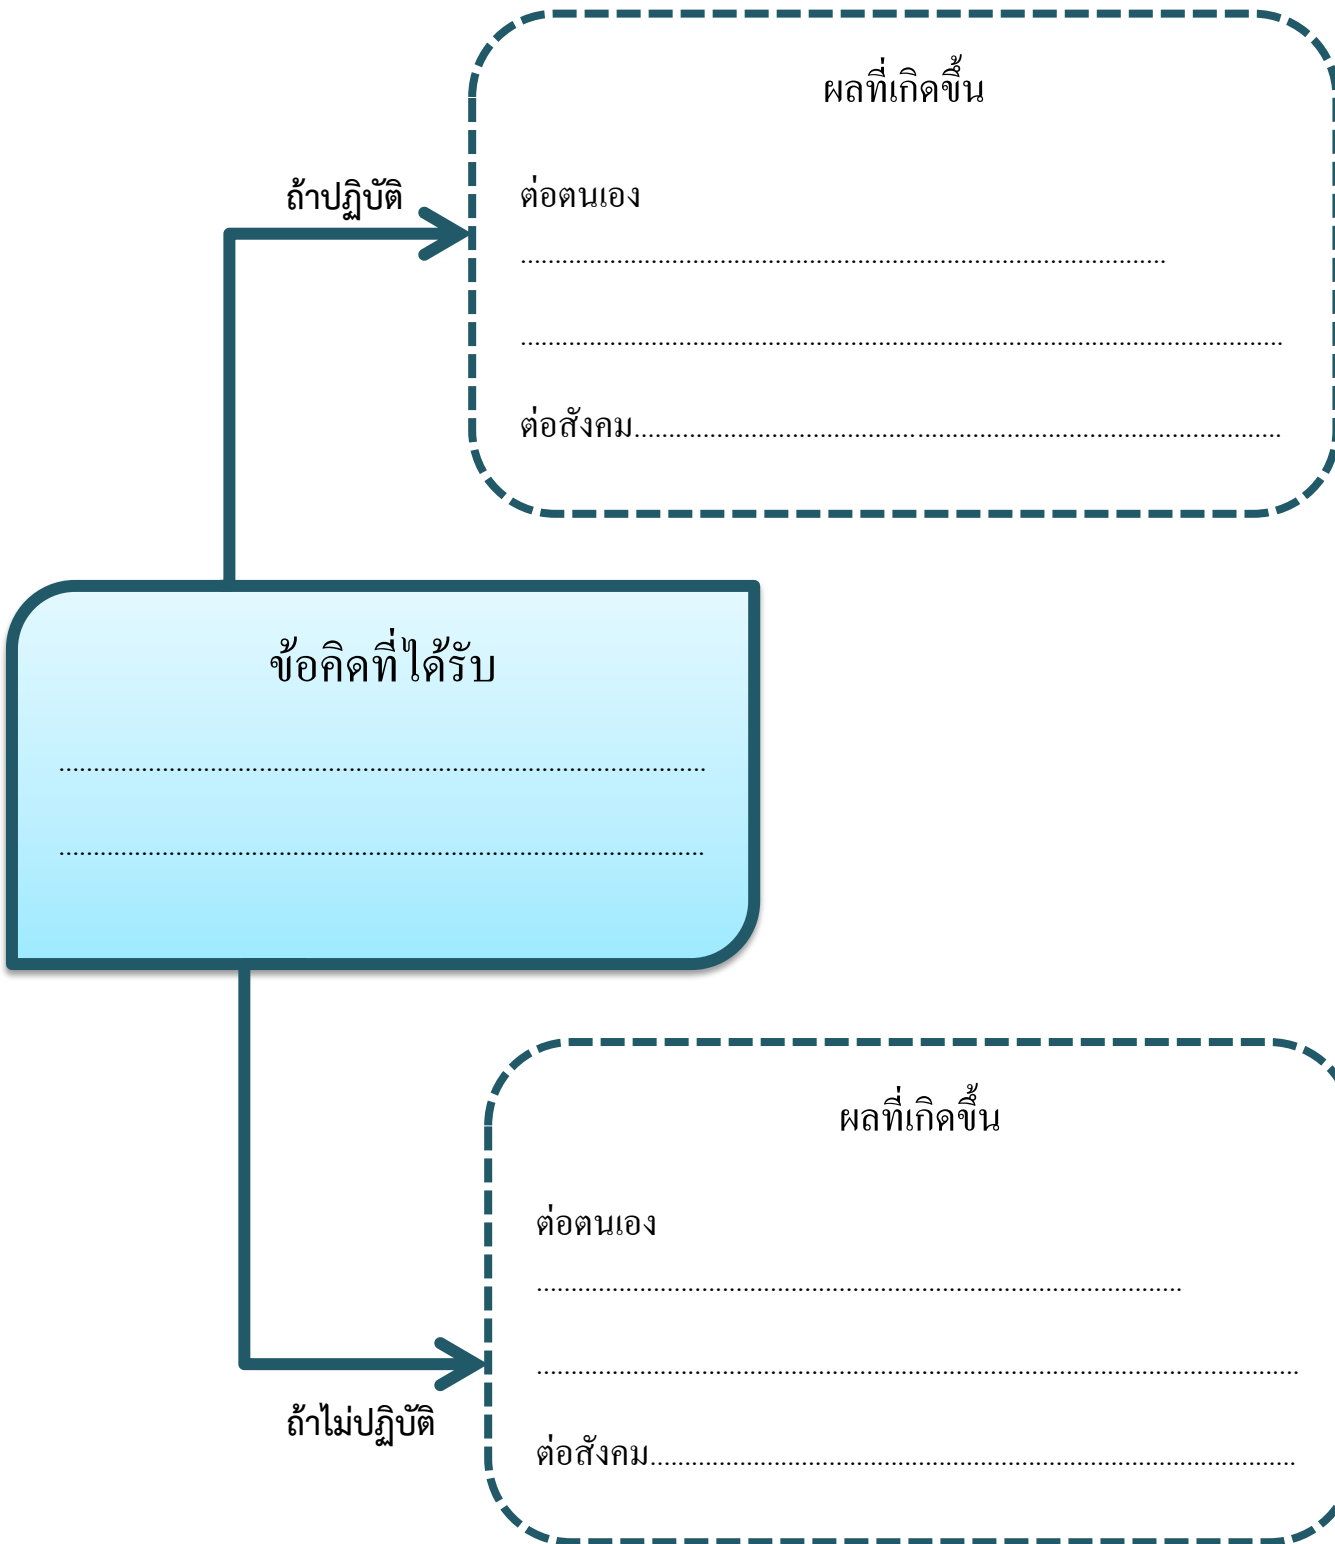 ผลที่เกิดขึ้น
ถ้าปฏิบัติ
ต่อตนเอง
..............................................................................................
...............................................................................................................
ต่อสังคม..............................................................................................
ข้อคิดที่ได้รับ
..............................................................................................
..............................................................................................
ผลที่เกิดขึ้น
ต่อตนเอง
..............................................................................................
...............................................................................................................
ถ้าไม่ปฏิบัติ
ต่อสังคม..............................................................................................